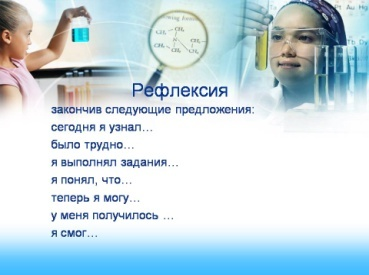 Рефлексия
закончив следующие предложения:
сегодня я узнал…
было трудно…
я выполнял задания…
я понял, что…
теперь я могу…
у меня получилось …
я смог…